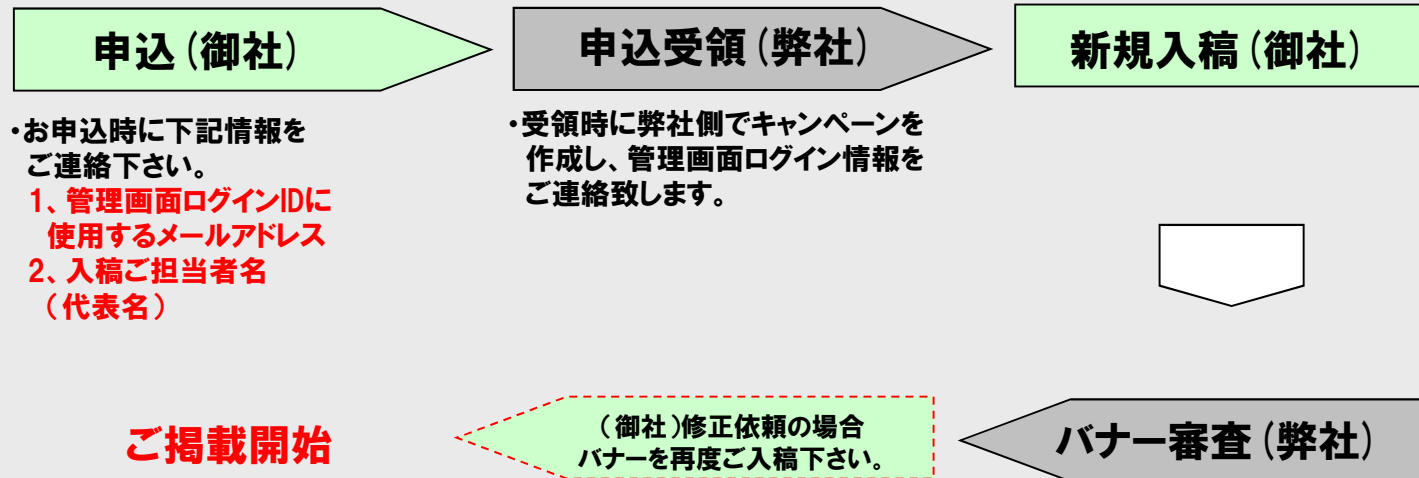 申込(御社)
・お申込時に下記情報を
ご連絡下さい。
1、管理画面ログインIDに
使用するメールアドレス
2、入稿ご担当者名
(代表名)
申込受領(弊社)
・受領時に弊社側でキャンペーンを
作成し、管理画面ログイン情報を
ご連絡致します。
新規入稿(御社)
バナー審査(弊社)
(御社)修正依頼の場合
バナーを再度ご入稿下さい。
ご掲載開始